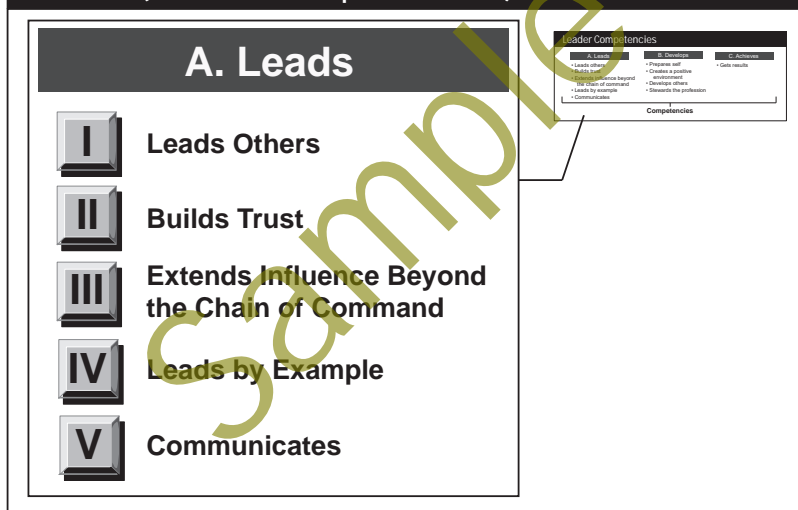 A. Leads
I
Leads Others
II
Builds Trust
III
Extends Influence Beyond
the Chain of Command
IV
Leads by Example
V
Communicates
Leader Competencies
A. Leads
• Leads others
• Builds trust
• Extends influence beyond
the chain of command
• Leads by example
• Communicates
B. Develops
• Prepares self
• Creates a positive
environment
• Develops others
• Stewards the profession
C. Achieves
• Gets results
Competencies
Sample